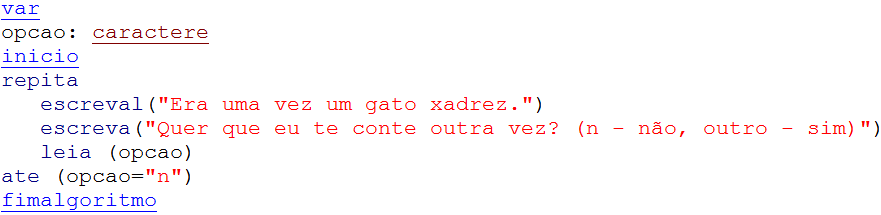 var
opcao: caractere
inicio
repita
   escreval("Era uma vez um gato xadrez.")
   escreva("Quer que eu te conte outra vez? (n - não, outro - sim)")
   leia (opcao)
ate (opcao="n")
fimalgoritmo